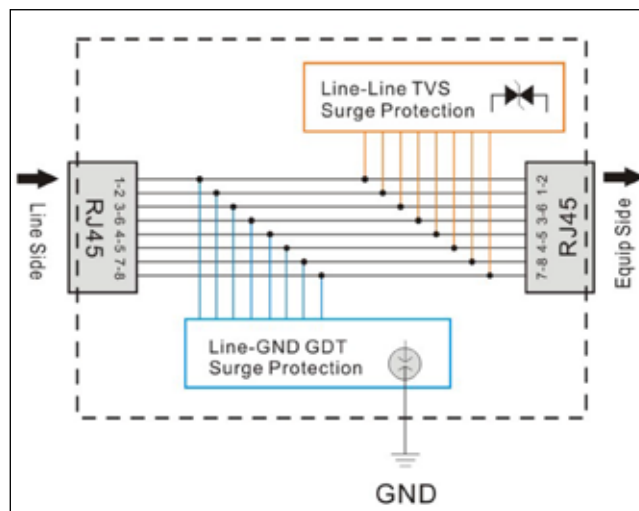 Line-Line TVS
Surge Protection
Line Side
RJ45
1-2
3-6
4-5
7-8
1-2
3-6
4-5
7-8
RJ45
Equip Side
Line-GND GDT
Surge Protection
GND